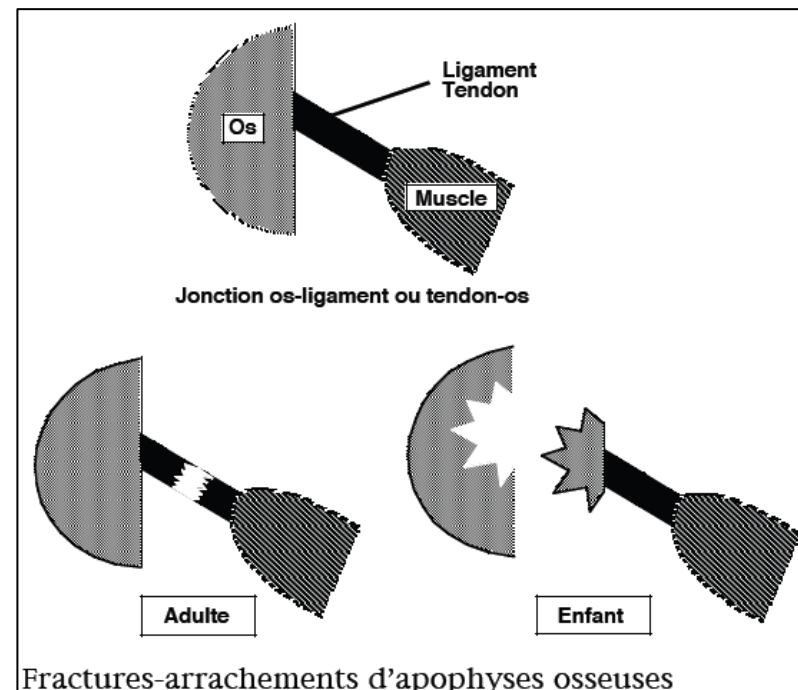 Ligament
Tendon
Os
Muscle
Jonction os-ligament ou tendon-os
Adulte
Enfant
Fractures-arrachements d'apophyses osseuses